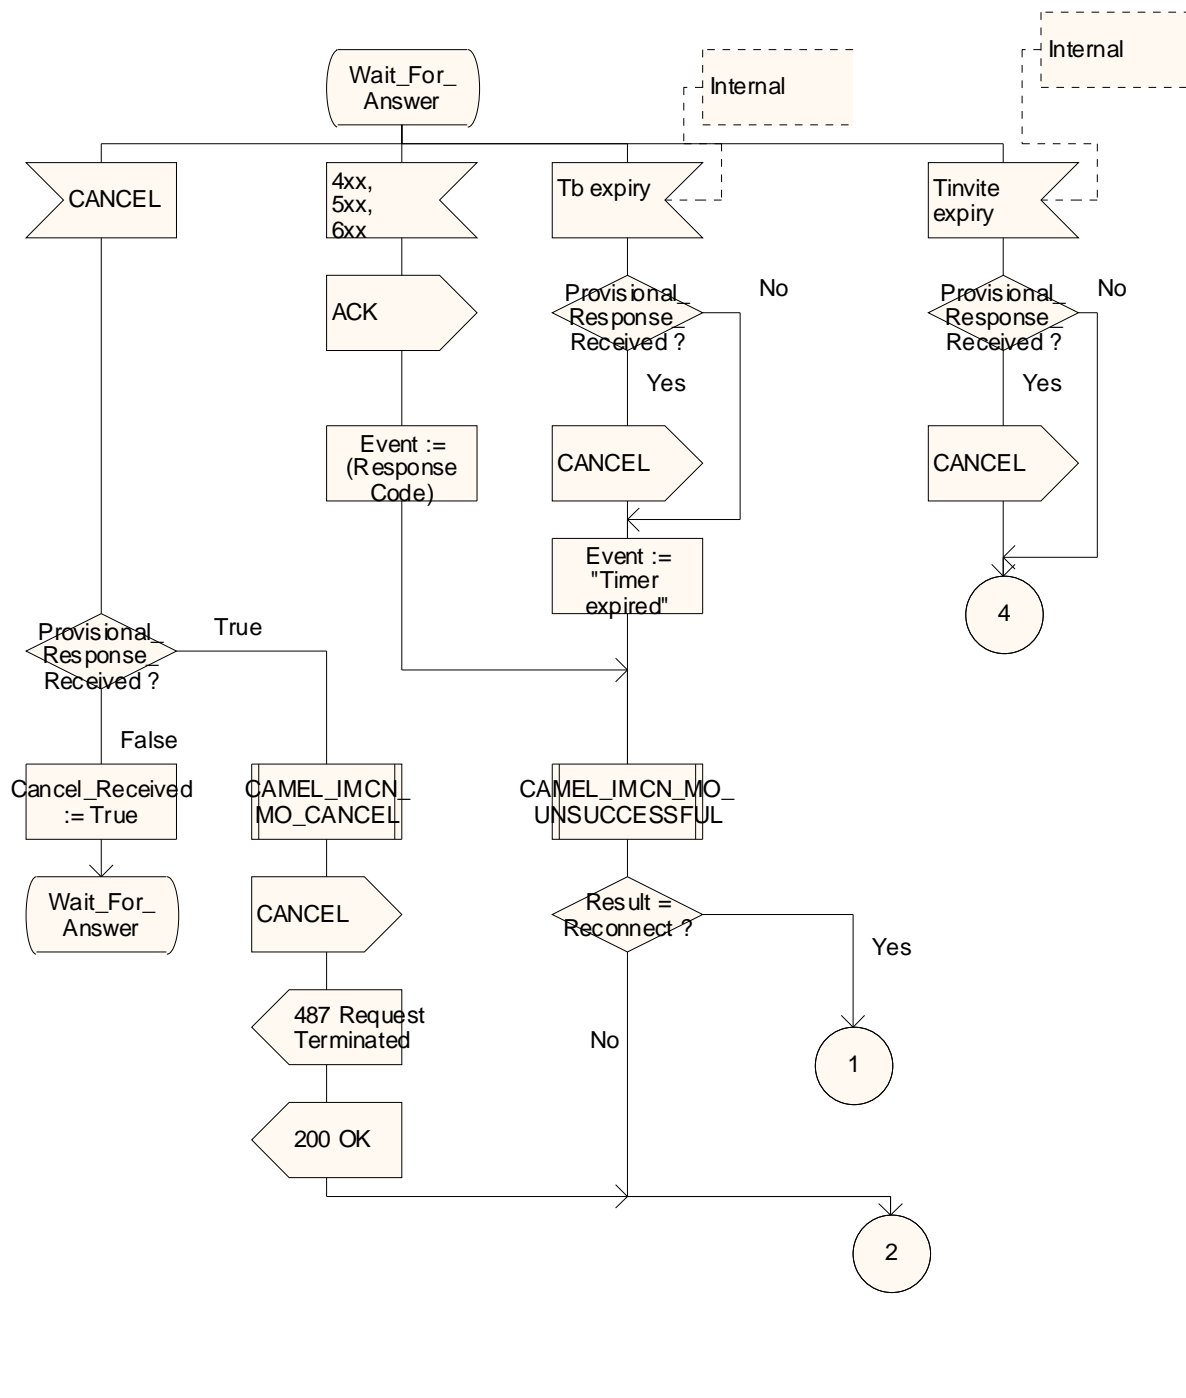 Internal
Wait_For_
Answer
Internal
CANCEL
4xx,
5xx,
6xx
Tb expiry
Tinvite
expiry
No
No
ACK
Provisional_
Response_
Received ?
Provisional_
Response_
Received ?
Yes
Yes
Event :=
(Response
Code)
CANCEL
CANCEL
Event :=
"Timer
expired"
4
True
Provisional_
Response_
Received ?
False
Cancel_Received
:= True
CAMEL_IMCN_
MO_CANCEL
CAMEL_IMCN_MO_
UNSUCCESSFUL
Wait_For_
Answer
CANCEL
Result =
Reconnect ?
Yes
487 Request
Terminated
No
1
200 OK
2